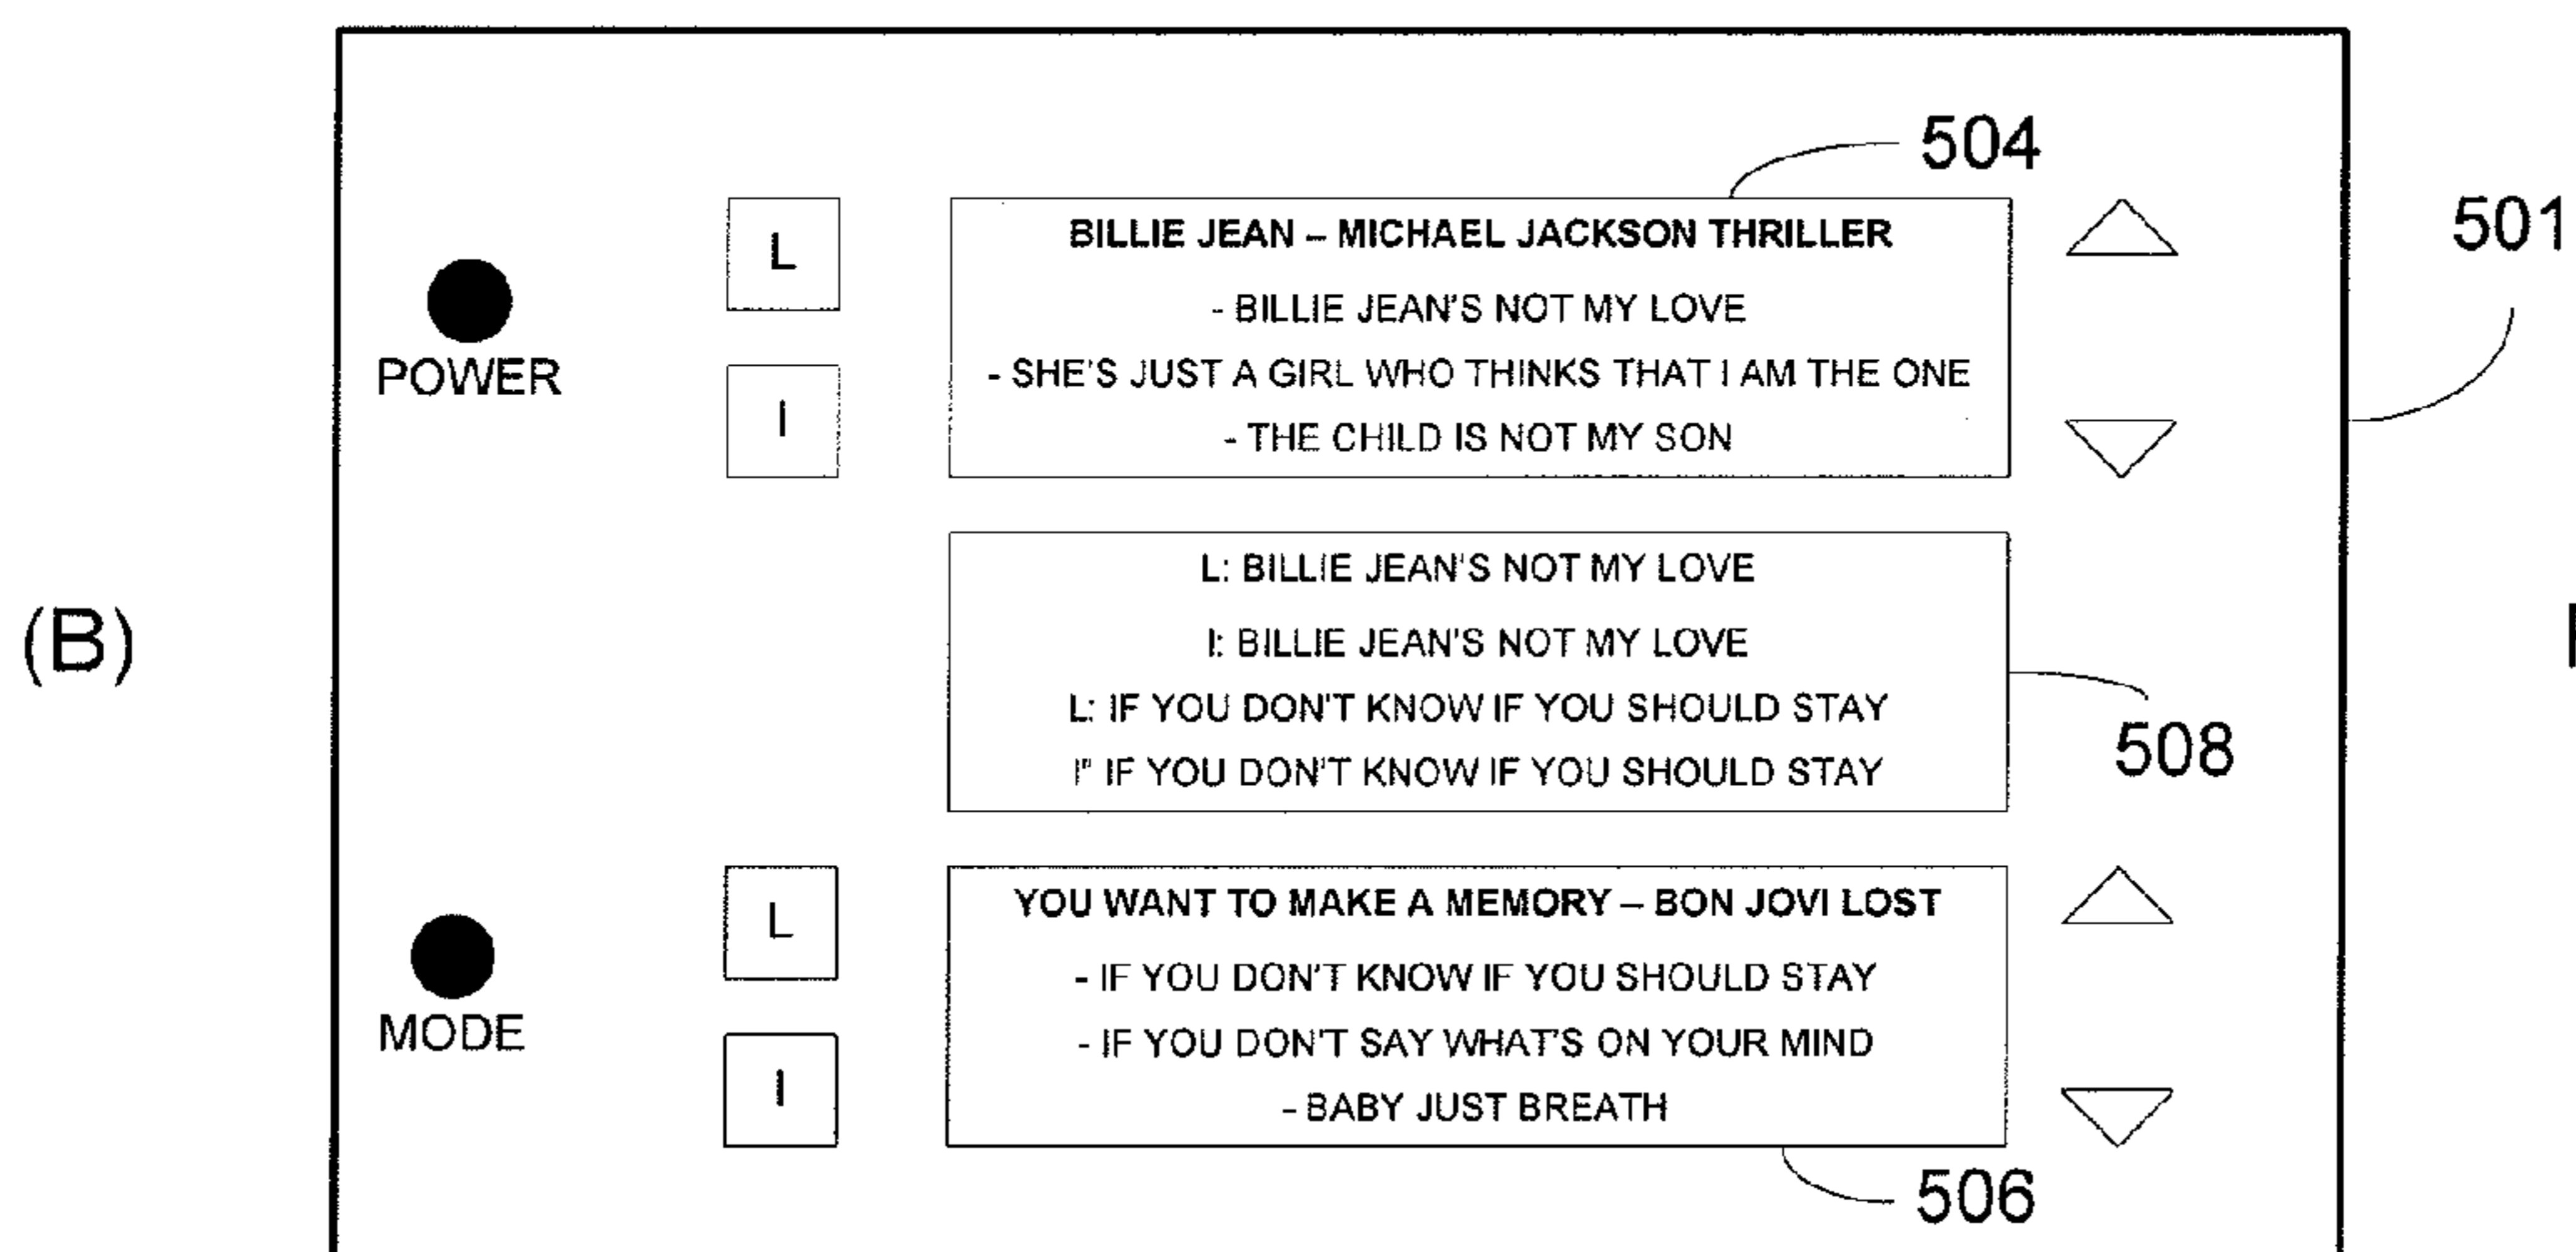 504
501
L
BILLIE JEAN – MICHAEL JACKSON THRILLER
- BILLIE JEAN'S NOT MY LOVE
POWER
I
- SHE'S JUST A GIRL WHO THINKS THAT I AM THE ONE
- THE CHILD IS NOT MY SON
(B)
L: BILLIE JEAN'S NOT MY LOVE
I: BILLIE JEAN'S NOT MY LOVE
L: IF YOU DON'T KNOW IF YOU SHOULD STAY
I" IF YOU DON'T KNOW IF YOU SHOULD STAY
508
L
YOU WANT TO MAKE A MEMORY – BON JOVI LOST
- IF YOU DON'T KNOW IF YOU SHOULD STAY
MODE
I
- IF YOU DON'T SAY WHAT'S ON YOUR MIND
- BABY JUST BREATH
506